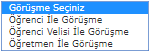 Görüşme Seçiniz
Öğrenci İle Görüşme
Öğrenci Velisi İle Görüşme
Öğretmen İle Görüşme